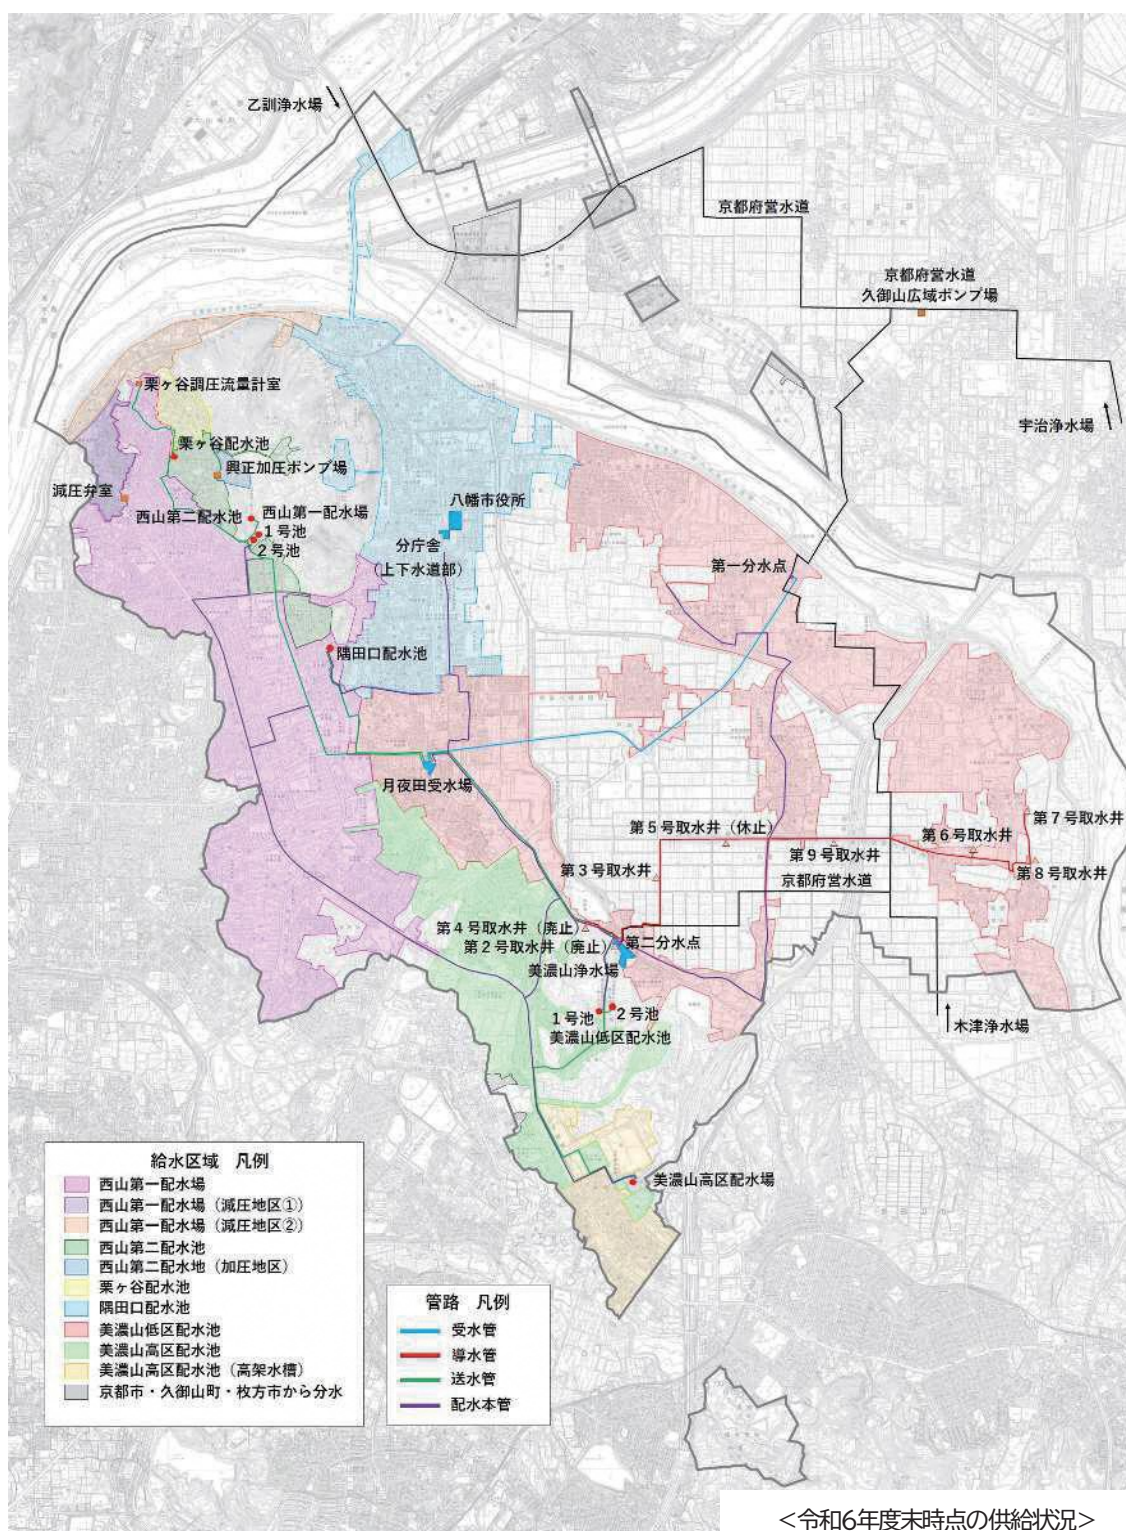 乙訓浄水場
京都府営水道
京都府営水道
久御山広域ポンプ場
宇治浄水場
栗ヶ谷調圧流量計室
栗ヶ谷配水池
興正加圧ポンプ場
減圧弁室
西山第二配水池
西山第一配水場
1号池
2号池
八幡市役所
分庁舎
(上下水道部)
第一分水点
隅田口配水池
月夜田受水場
第5号取水井(休止)
第7号取水井
第6号取水井
第9号取水井
第8号取水井
第3号取水井
京都府営水道
第4号取水井(廃止)
第2号取水井(廃止)
第二分水点
美濃山浄水場
1号池
2号池
美濃山低区配水池
木津浄水場
美濃山高区配水場
給水区域 凡例
西山第一配水場
西山第一配水場(減圧地区①)
西山第一配水場(減圧地区②)
西山第二配水池
西山第二配水地(加圧地区)
栗ヶ谷配水池
隅田口配水池
美濃山低区配水池
美濃山高区配水池
美濃山高区配水池(高架水槽)
京都市・久御山町・枚方市から分水
管路 凡例
受水管
導水管
送水管
配水本管
<令和6年度末時点の供給状況>